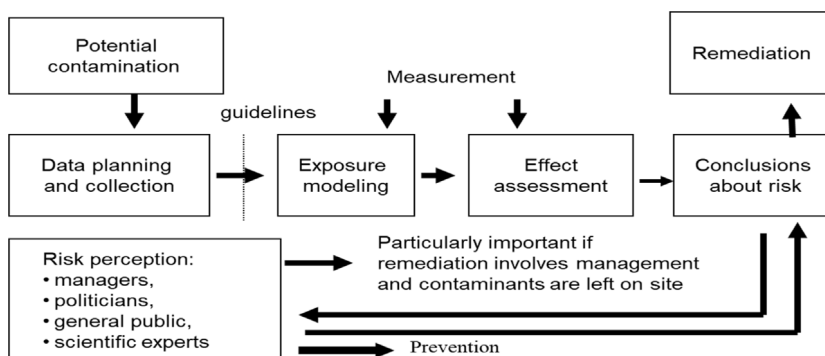 Potential
contamination
Remediation
Measurement
guidelines
Data planning
and collection
Exposure
modeling
Effect
assessment
Conclusions
about risk
Risk perception:
• managers,
• politicians,
• general public,
• scientific experts
Particularly important if
remediation involves management
and contaminants are left on site
Prevention